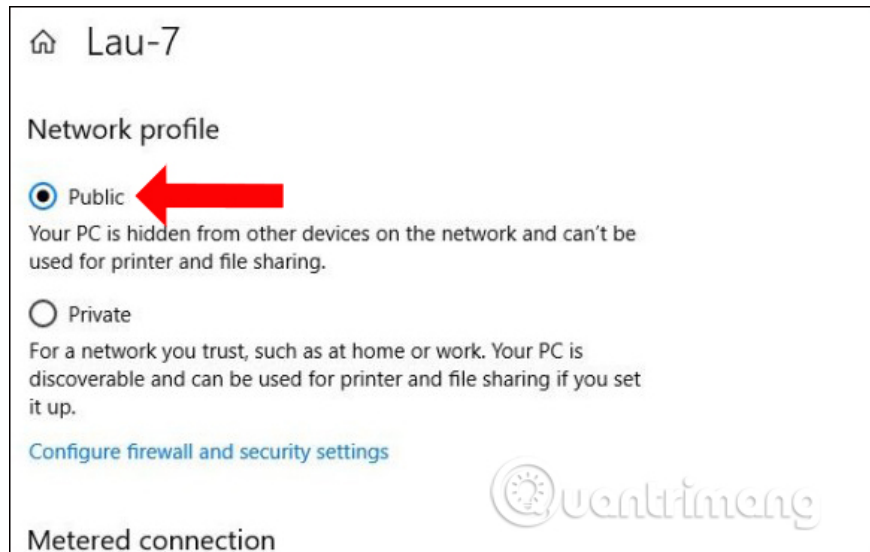 Lau-7
Network profile
Public
Your PC is hidden from other devices on the network and can't be
used for printer and file sharing.
Private
For a network you trust, such as at home or work. Your PC is
discoverable and can be used for printer and file sharing if you set
it up.
Configure firewall and security settings
Quantrimang
Metered connection